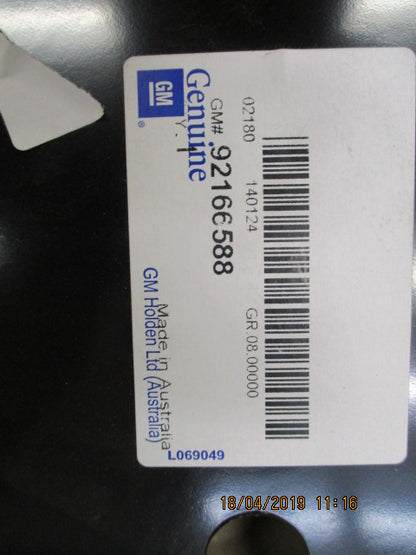 GM
®
Genuine
GM# 92166588
Y: 1
02180 140124 GR 08.00000
Made in Australia
GM Holden Ltd (Australia)
L069049
18/04/2019 11:16